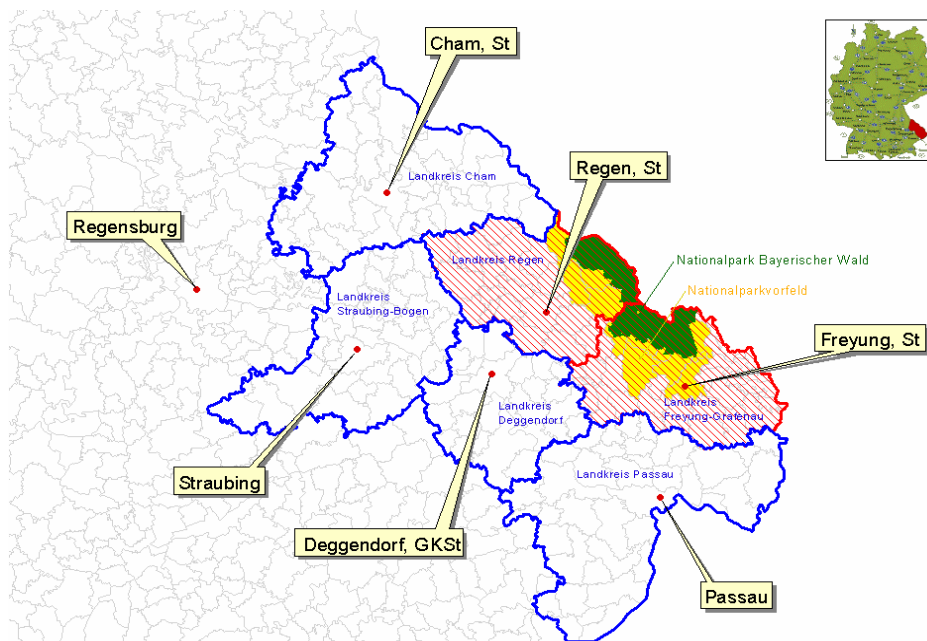 Cham, St
Landkreis Cham
Regen, St
Regensburg
Landkreis Regen
Nationalpark Bayerischer Wald
Nationalparkvorfeld
Landkreis
Straubing-Bogen
Freyung, St
Landkreis
Freyung-Grafenau
Landkreis
Deggendorf
Straubing
Landkreis Passau
Deggendorf, GKSt
Passau